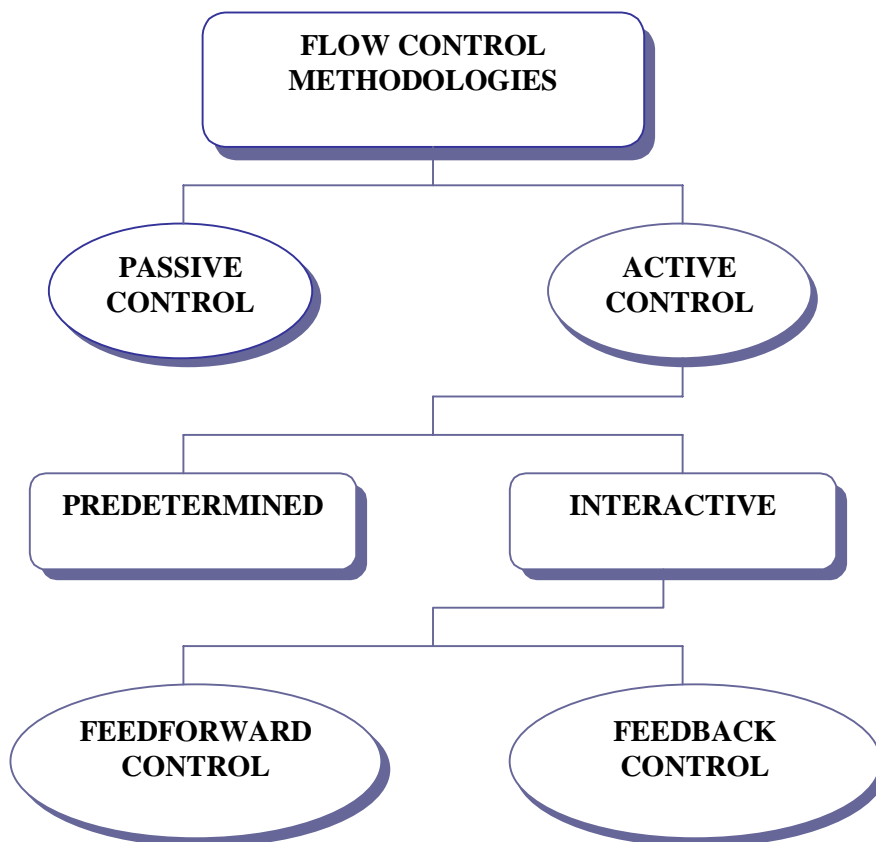 FLOW CONTROL
METHODOLOGIES
PASSIVE
CONTROL
ACTIVE
CONTROL
PREDETERMINED
INTERACTIVE
FEEDFORWARD
CONTROL
FEEDBACK
CONTROL